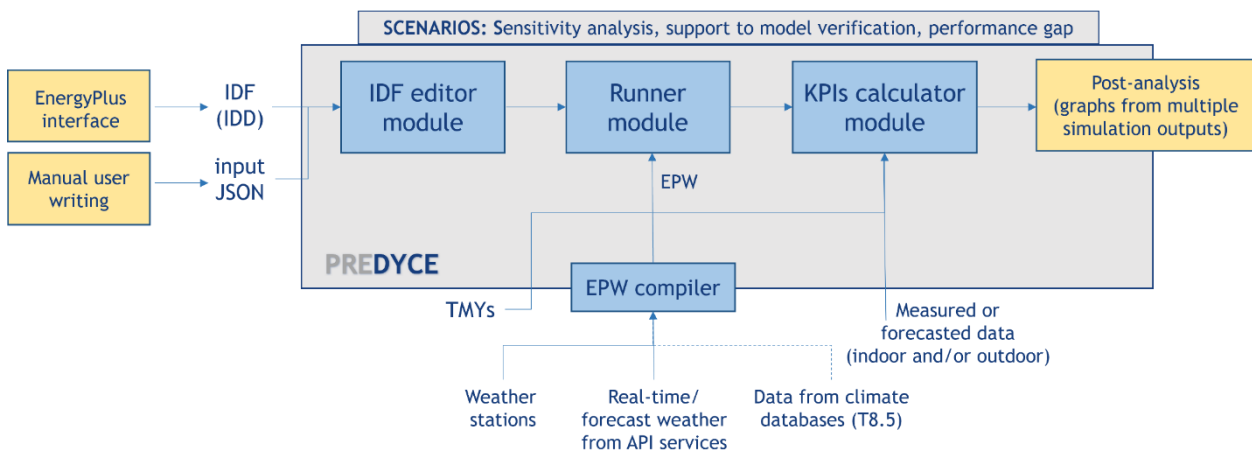 SCENARIOS: Sensitivity analysis, support to model verification, performance gap
EnergyPlus
interface
IDF
(IDD)
IDF editor
module
Runner
module
KPIs calculator
module
Post-analysis
(graphs from multiple
simulation outputs)
Manual user
writing
input
JSON
EPW
PREDYCE
EPW compiler
TMYs
Measured or
forecasted data
(indoor and/or outdoor)
Weather
stations
Real-time/
forecast weather
from API services
Data from climate
databases (T8.5)